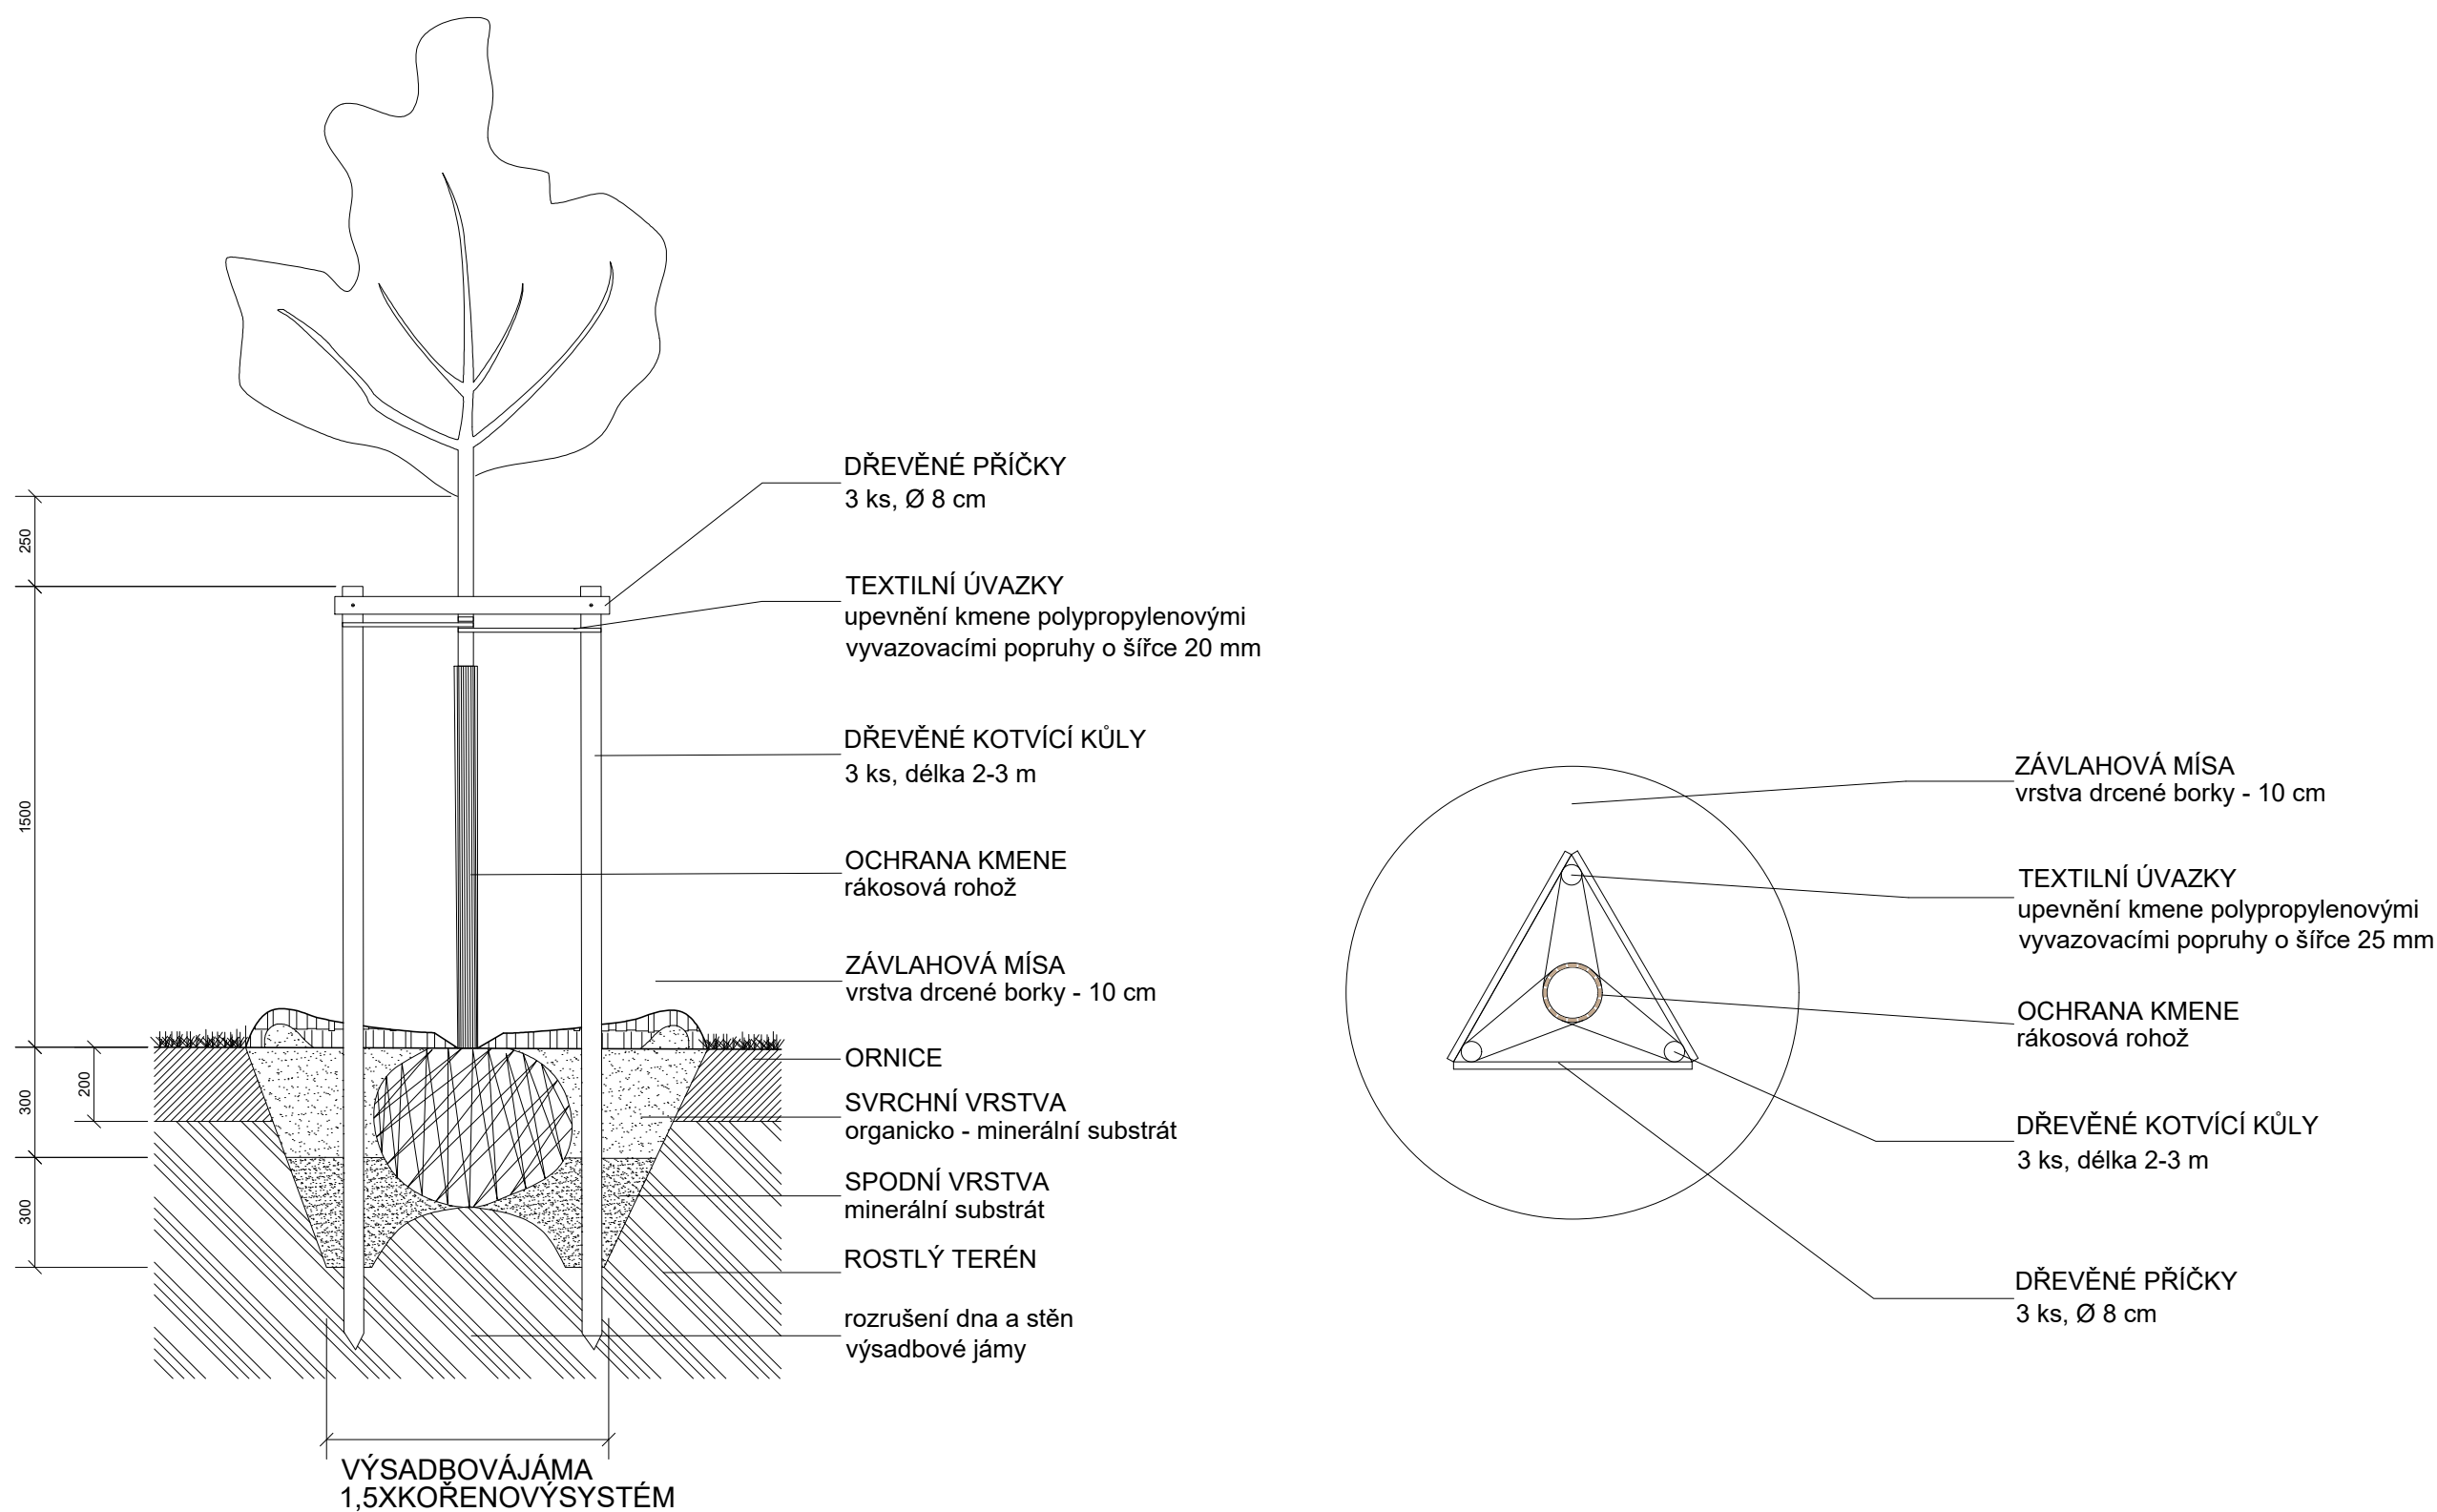 DŘEVĚNÉ PŘÍČKY
3 ks, Ø 8 cm
TEXTILNÍ ÚVAZKY
upevnění kmene polypropylenovými
vyvazovacími popruhy o šířce 20 mm
DŘEVĚNÉ KOTVÍCÍ KŮLY
3 ks, délka 2-3 m
OCHRANA KMENE
rákosová rohož
ZÁVLAHOVÁ MÍSA
vrstva drcené borky - 10 cm
ORNICE
SVRCHNÍ VRSTVA
organicko - minerální substrát
SPODNÍ VRSTVA
minerální substrát
ROSTLÝ TERÉN
rozrušení dna a stěn
výsadbové jámy
250
1500
300
200
300
VÝSADBOVÁJÁMA
1,5XKOŘENOVÝSYSTÉM
ZÁVLAHOVÁ MÍSA
vrstva drcené borky - 10 cm
TEXTILNÍ ÚVAZKY
upevnění kmene polypropylenovými
vyvazovacími popruhy o šířce 25 mm
OCHRANA KMENE
rákosová rohož
DŘEVĚNÉ KOTVÍCÍ KŮLY
3 ks, délka 2-3 m
DŘEVĚNÉ PŘÍČKY
3 ks, Ø 8 cm